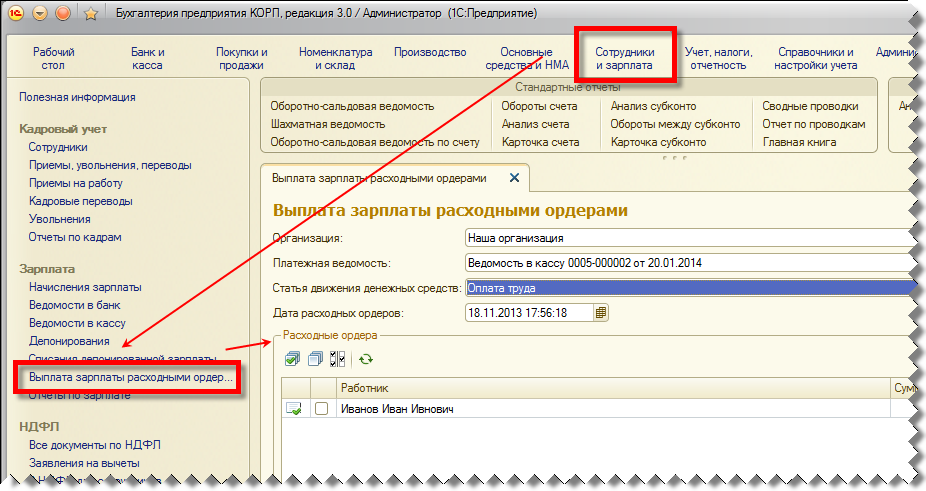 Бухгалтерия предприятия КОРП, редакция 3.0 / Администратор (1С:Предприятие)
Рабочий стол
Банк и касса
Покупки и продажи
Номенклатура и склад
Производство
Основные средства и НМА
Сотрудники и зарплата
Учет, налоги, отчетность
Справочники и настройки учета
Админи
Полезная информация
Кадровый учет
Сотрудники
Приемы, увольнения, переводы
Приемы на работу
Кадровые переводы
Увольнения
Отчеты по кадрам
Зарплата
Начисления зарплаты
Ведомости в банк
Ведомости в кассу
Депонирования
Списания депонированной зарплаты
Выплата зарплаты расходными ордер...
Отчеты по зарплате
НДФЛ
Все документы по НДФЛ
Заявления на вычеты
Стандартные отчеты
Оборотно-сальдовая ведомость
Обороты счета
Анализ субконто
Сводные проводки
Шахматная ведомость
Анализ счета
Обороты между субконто
Отчет по проводкам
Оборотно-сальдовая ведомость по счету
Карточка счета
Карточка субконто
Главная книга
Выплата зарплаты расходными ордерами
Выплата зарплаты расходными ордерами
Организация: Наша организация
Платежная ведомость: Ведомость в кассу 0005-000002 от 20.01.2014
Статья движения денежных средств: Оплата труда
Дата расходных ордеров: 18.11.2013 17:56:18
Расходные ордера
Работник
Иванов Иван Ивнович